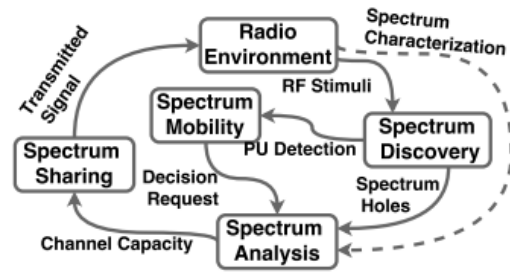 Radio
Environment
Spectrum
Characterization
Transmitted
Signal
RF Stimuli
Spectrum
Mobility
Spectrum
Discovery
PU Detection
Spectrum
Sharing
Decision
Request
Spectrum
Holes
Channel Capacity
Spectrum
Analysis